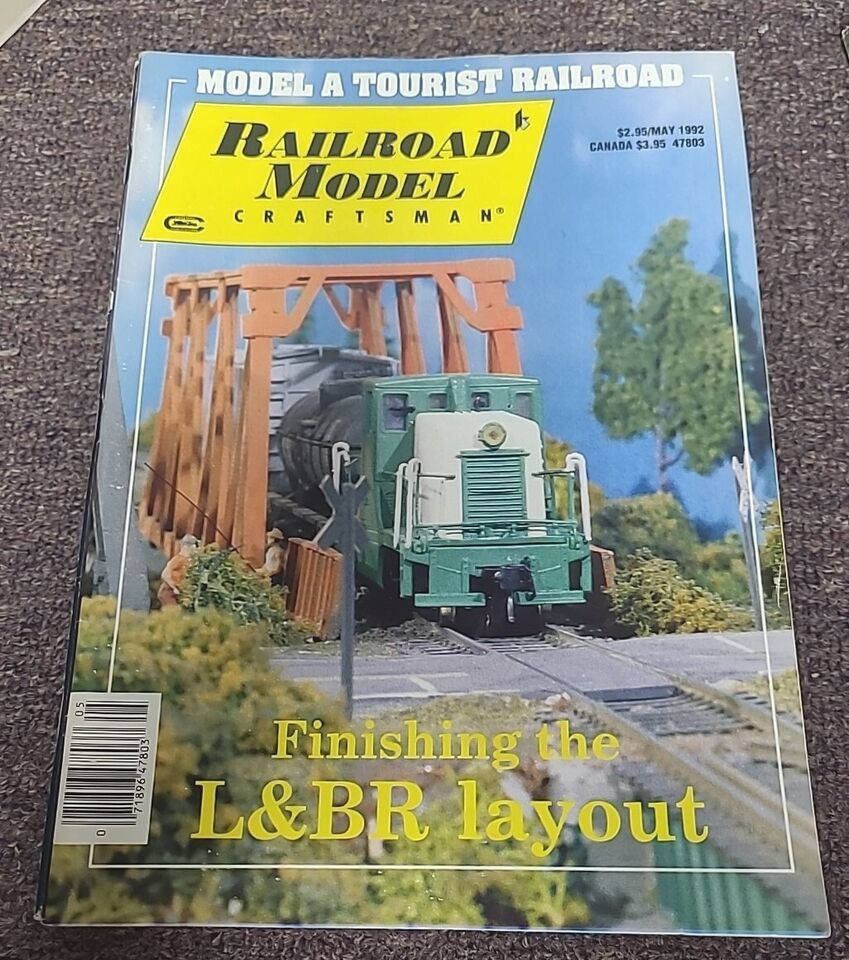 MODEL A TOURIST RAILROAD
RAILROAD
MODEL
CRAFTSMAN®
$2.95/MAY 1992
CANADA $3.95 47803
Finishing the
L&BR layout
05
0 71896 47803